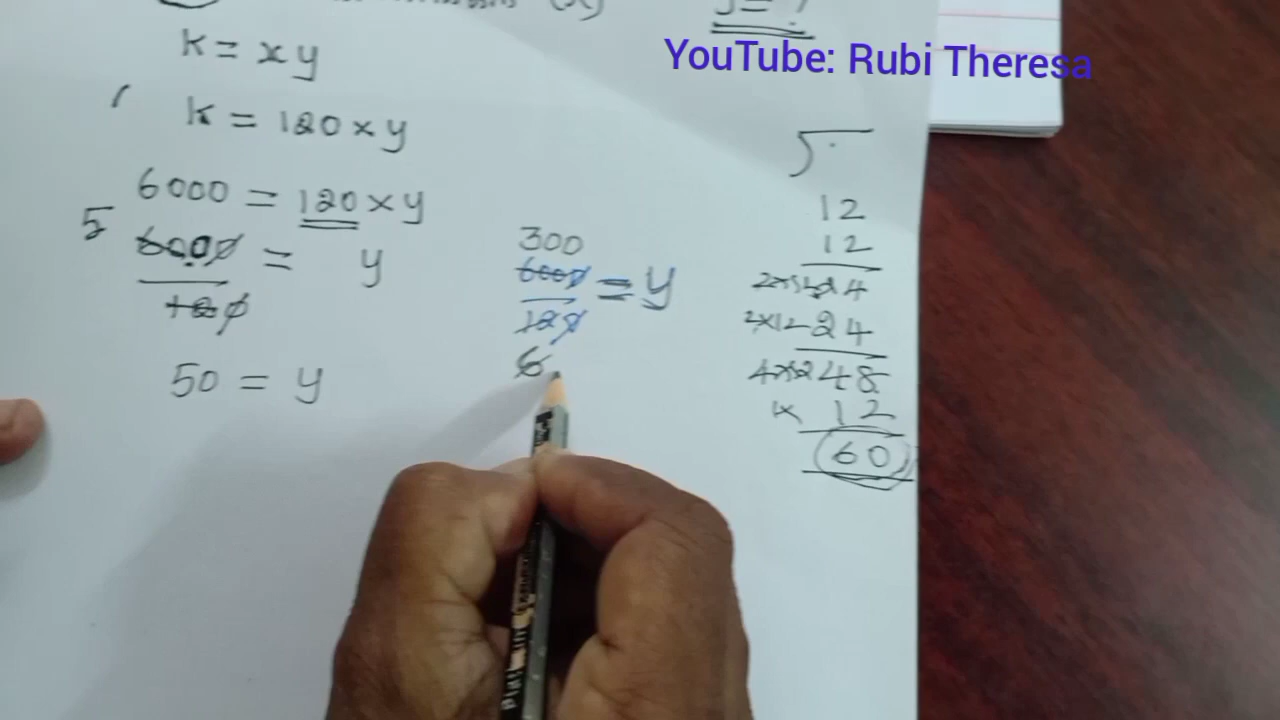 (x) y = ?
YouTube: Rubi Theresa
k = x y
k = 120 x y
6000 = 120 x y
5
6000 = y
120
50 = y
300
6000 = y
120
6
12
12
24
2x12 24
48
12
60